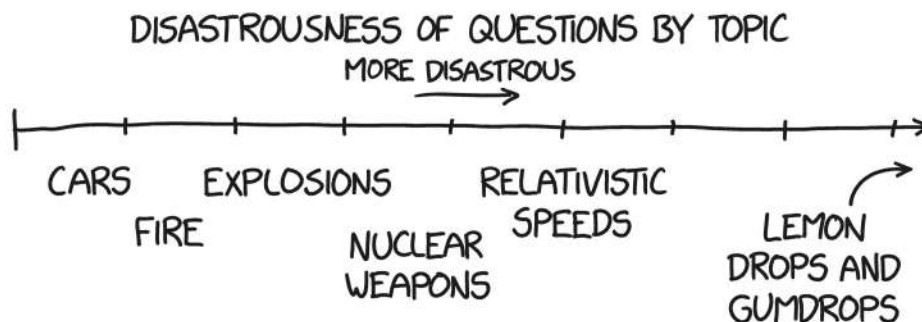 DISASTROUSNESS OF QUESTIONS BY TOPIC
MORE DISASTROUS
CARS
FIRE
EXPLOSIONS
NUCLEAR
WEAPONS
RELATIVISTIC
SPEEDS
LEMON
DROPS AND
GUMDROPS